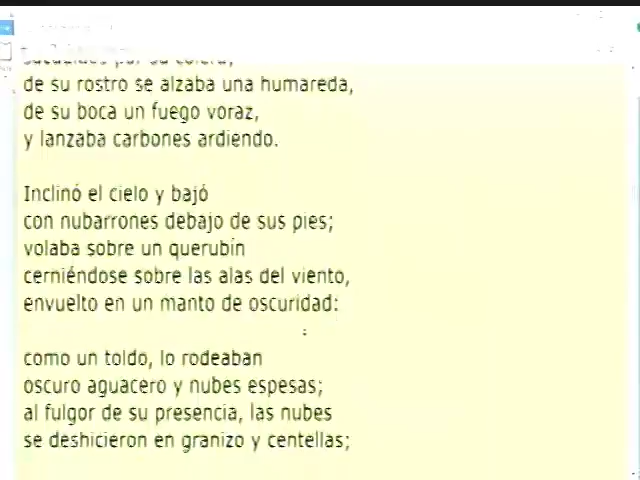 de su rostro se alzaba una humareda,
de su boca un fuego voraz,
y lanzaba carbones ardiendo.
Inclinó el cielo y bajó
con nubarrones debajo de sus pies;
volaba sobre un querubín
cerniéndose sobre las alas del viento,
envuelto en un manto de oscuridad:
como un toldo, lo rodeaban
oscuro aguacero y nubes espesas;
al fulgor de su presencia, las nubes
se deshicieron en granizo y centellas;